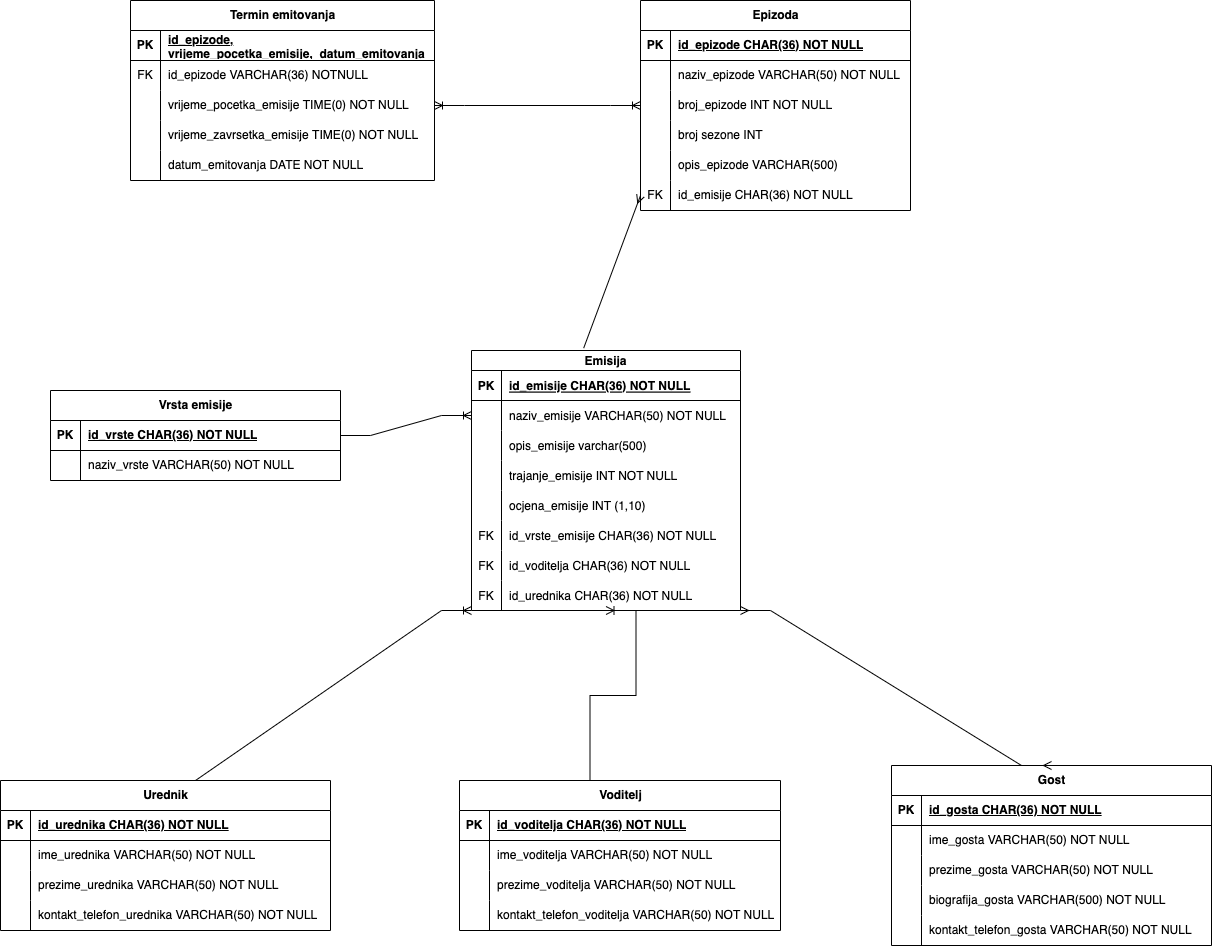 Termin emitovanja
PK id_epizode,
vrijeme_pocetka_emisije, datum_emitovanja
FK id_epizode VARCHAR(36) NOTNULL
vrijeme_pocetka_emisije TIME(0) NOT NULL
vrijeme_zavrsetka_emisije TIME(0) NOT NULL
datum_emitovanja DATE NOT NULL
Epizoda
PK id_epizode CHAR(36) NOT NULL
naziv_epizode VARCHAR(50) NOT NULL
broj_epizode INT NOT NULL
broj sezone INT
opis_epizode VARCHAR(500)
FK id_emisije CHAR(36) NOT NULL
Vrsta emisije
PK id_vrste CHAR(36) NOT NULL
naziv_vrste VARCHAR(50) NOT NULL
Emisija
PK id_emisije CHAR(36) NOT NULL
naziv_emisije VARCHAR(50) NOT NULL
opis_emisije varchar(500)
trajanje_emisije INT NOT NULL
ocjena_emisije INT (1,10)
FK id_vrste_emisije CHAR(36) NOT NULL
FK id_voditelja CHAR(36) NOT NULL
FK id_urednika CHAR(36) NOT NULL
Urednik
PK id_urednika CHAR(36) NOT NULL
ime_urednika VARCHAR(50) NOT NULL
prezime_urednika VARCHAR(50) NOT NULL
kontakt_telefon_urednika VARCHAR(50) NOT NULL
Voditelj
PK id_voditelja CHAR(36) NOT NULL
ime_voditelja VARCHAR(50) NOT NULL
prezime_voditelja VARCHAR(50) NOT NULL
kontakt_telefon_voditelja VARCHAR(50) NOT NULL
Gost
PK id_gosta CHAR(36) NOT NULL
ime_gosta VARCHAR(50) NOT NULL
prezime_gosta VARCHAR(50) NOT NULL
biografija_gosta VARCHAR(500) NOT NULL
kontakt_telefon_gosta VARCHAR(50) NOT NULL